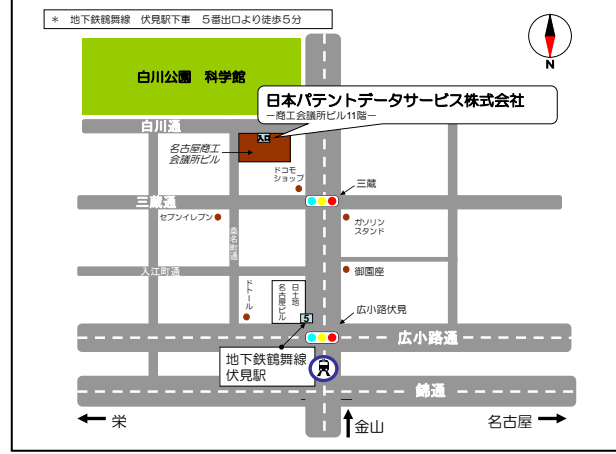 ＊ 地下鉄鶴舞線 伏見駅下車 5番出口より徒歩5分
N
白川公園 科学館
日本パテントデータサービス株式会社
ー商工会議所ビル11階ー
白川通
入口
名古屋商工
会議所ビル
ドコモ
ショップ
三蔵
三蔵通
セブンイレブン
ガソリン
スタンド
桑名町通
入江町通
御園座
ドトール
日土地
名古屋ビル
5
広小路伏見
広小路通
地下鉄鶴舞線
伏見駅
錦通
栄
金山
名古屋